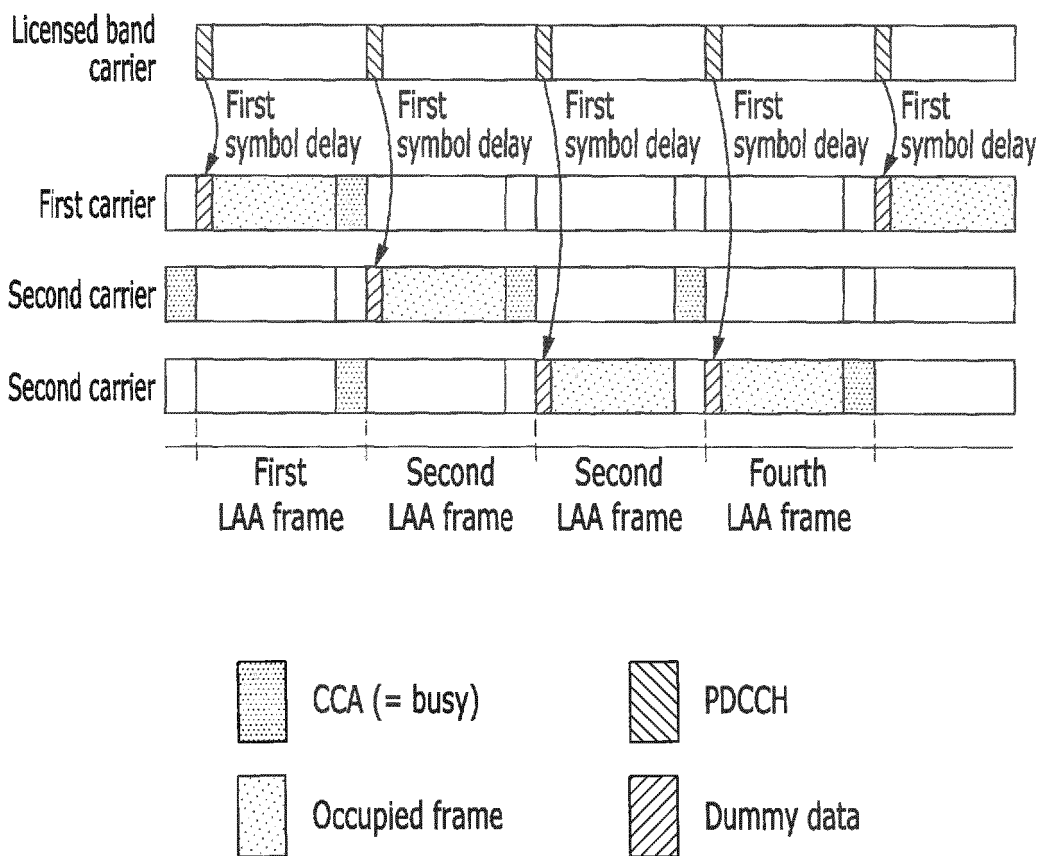 Licensed band
carrier
First
symbol delay
First
symbol delay
First
symbol delay
First
symbol delay
First
symbol delay
First carrier
Second carrier
Second carrier
First
LAA frame
Second
LAA frame
Second
LAA frame
Fourth
LAA frame
CCA (= busy)
PDCCH
Occupied frame
Dummy data